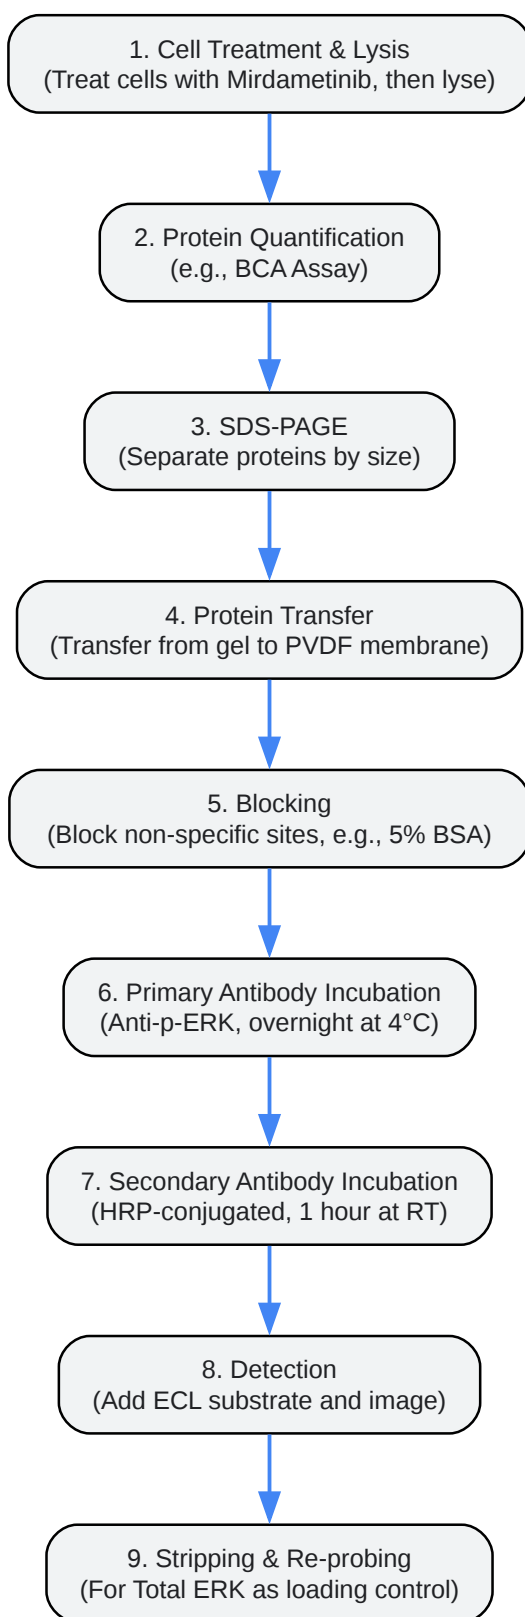 1. Cell Treatment & Lysis
(Treat cells with Mirdametinib, then lyse)
2. Protein Quantification
(e.g., BCA Assay)
3. SDS-PAGE
(Separate proteins by size)
4. Protein Transfer
(Transfer from gel to PVDF membrane)
5. Blocking
(Block non-specific sites, e.g., 5% BSA)
6. Primary Antibody Incubation
(Anti-p-ERK, overnight at 4°C)
7. Secondary Antibody Incubation
(HRP-conjugated, 1 hour at RT)
8. Detection
(Add ECL substrate and image)
9. Stripping & Re-probing
(For Total ERK as loading control)